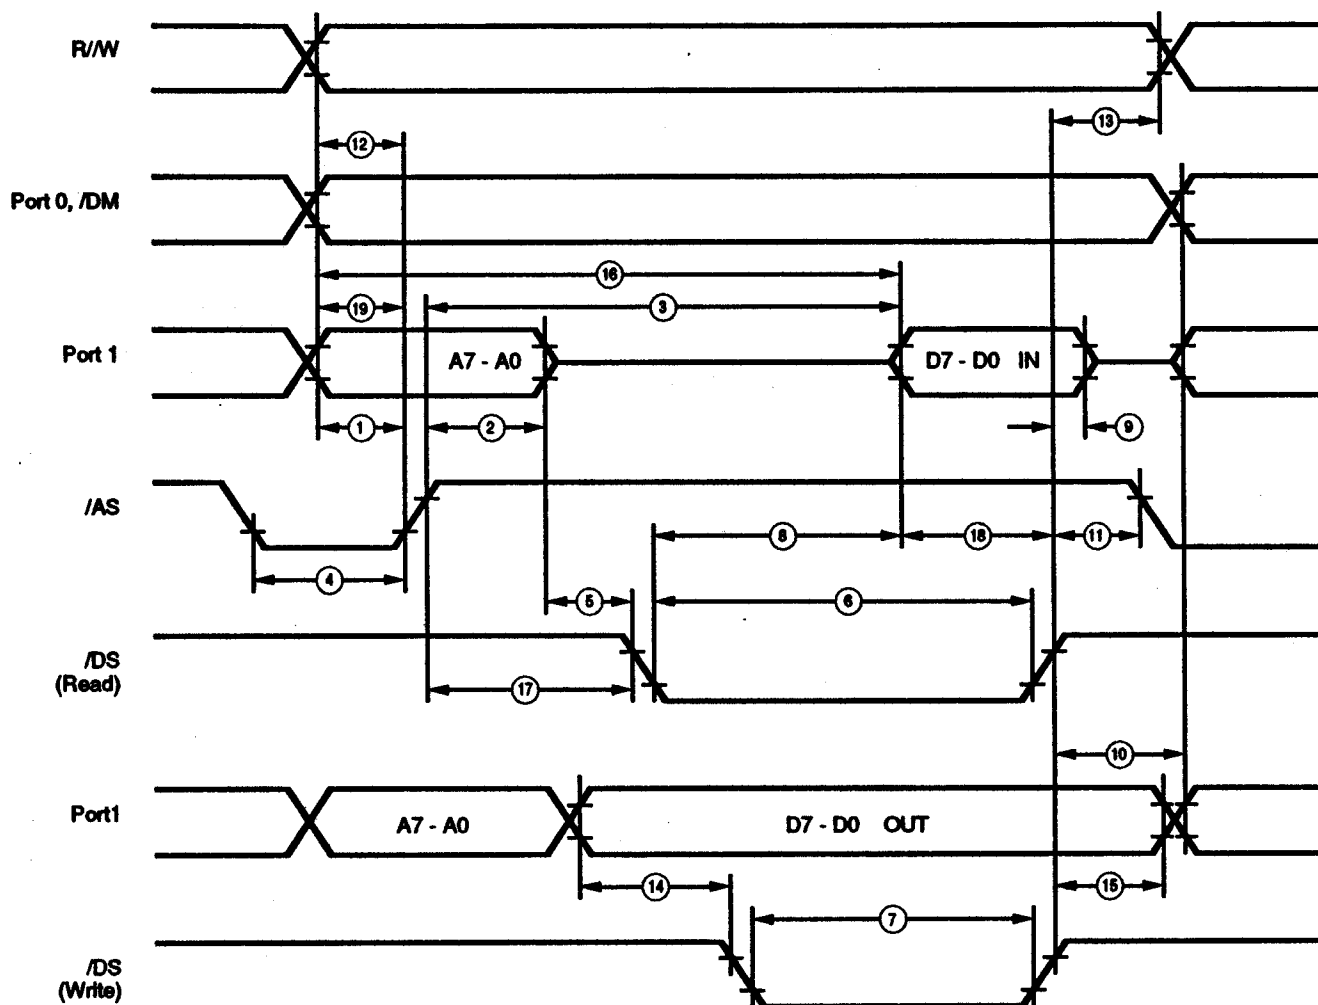 R//W
13
12
Port 0, /DM
16
19
3
Port 1
A7 - A0
D7 - D0 IN
1
2
9
/AS
8
18
11
4
5
6
/DS
(Read)
17
10
Port1
A7 - A0
D7 - D0 OUT
14
15
7
/DS
(Write)